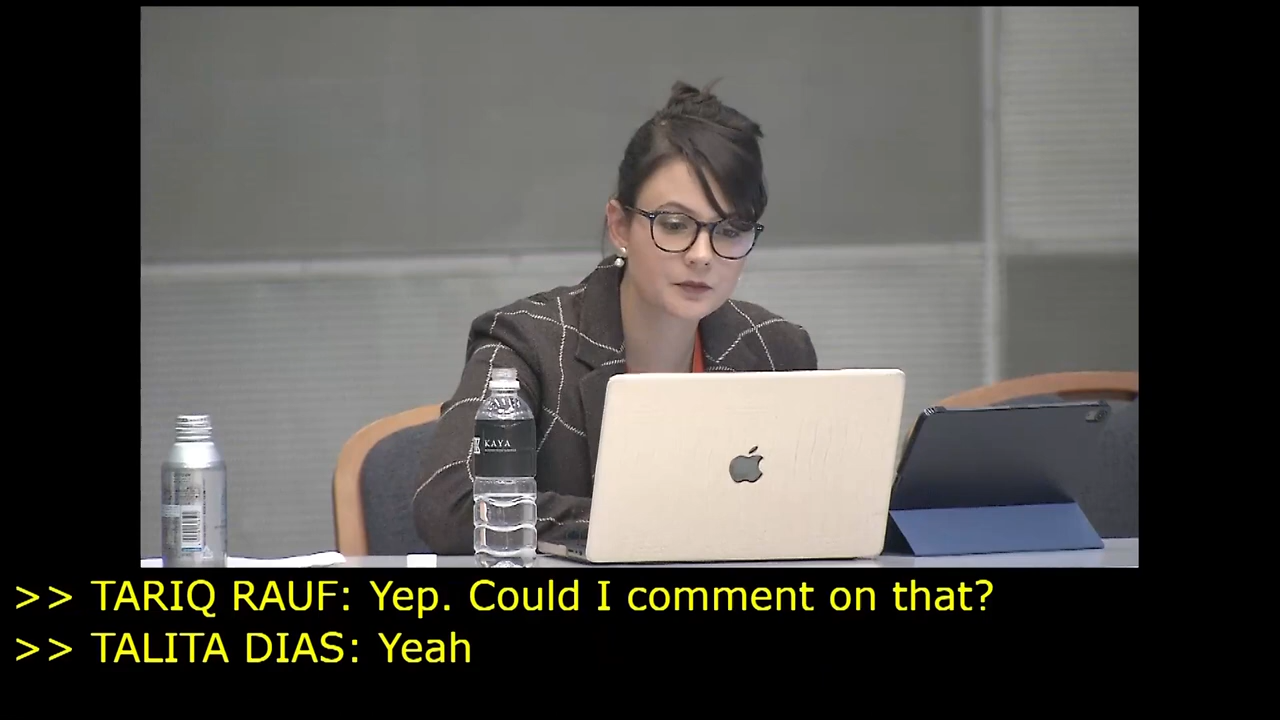 KAYA
>> TARIQ RAUF: Yep. Could I comment on that?
>> TALITA DIAS: Yeah